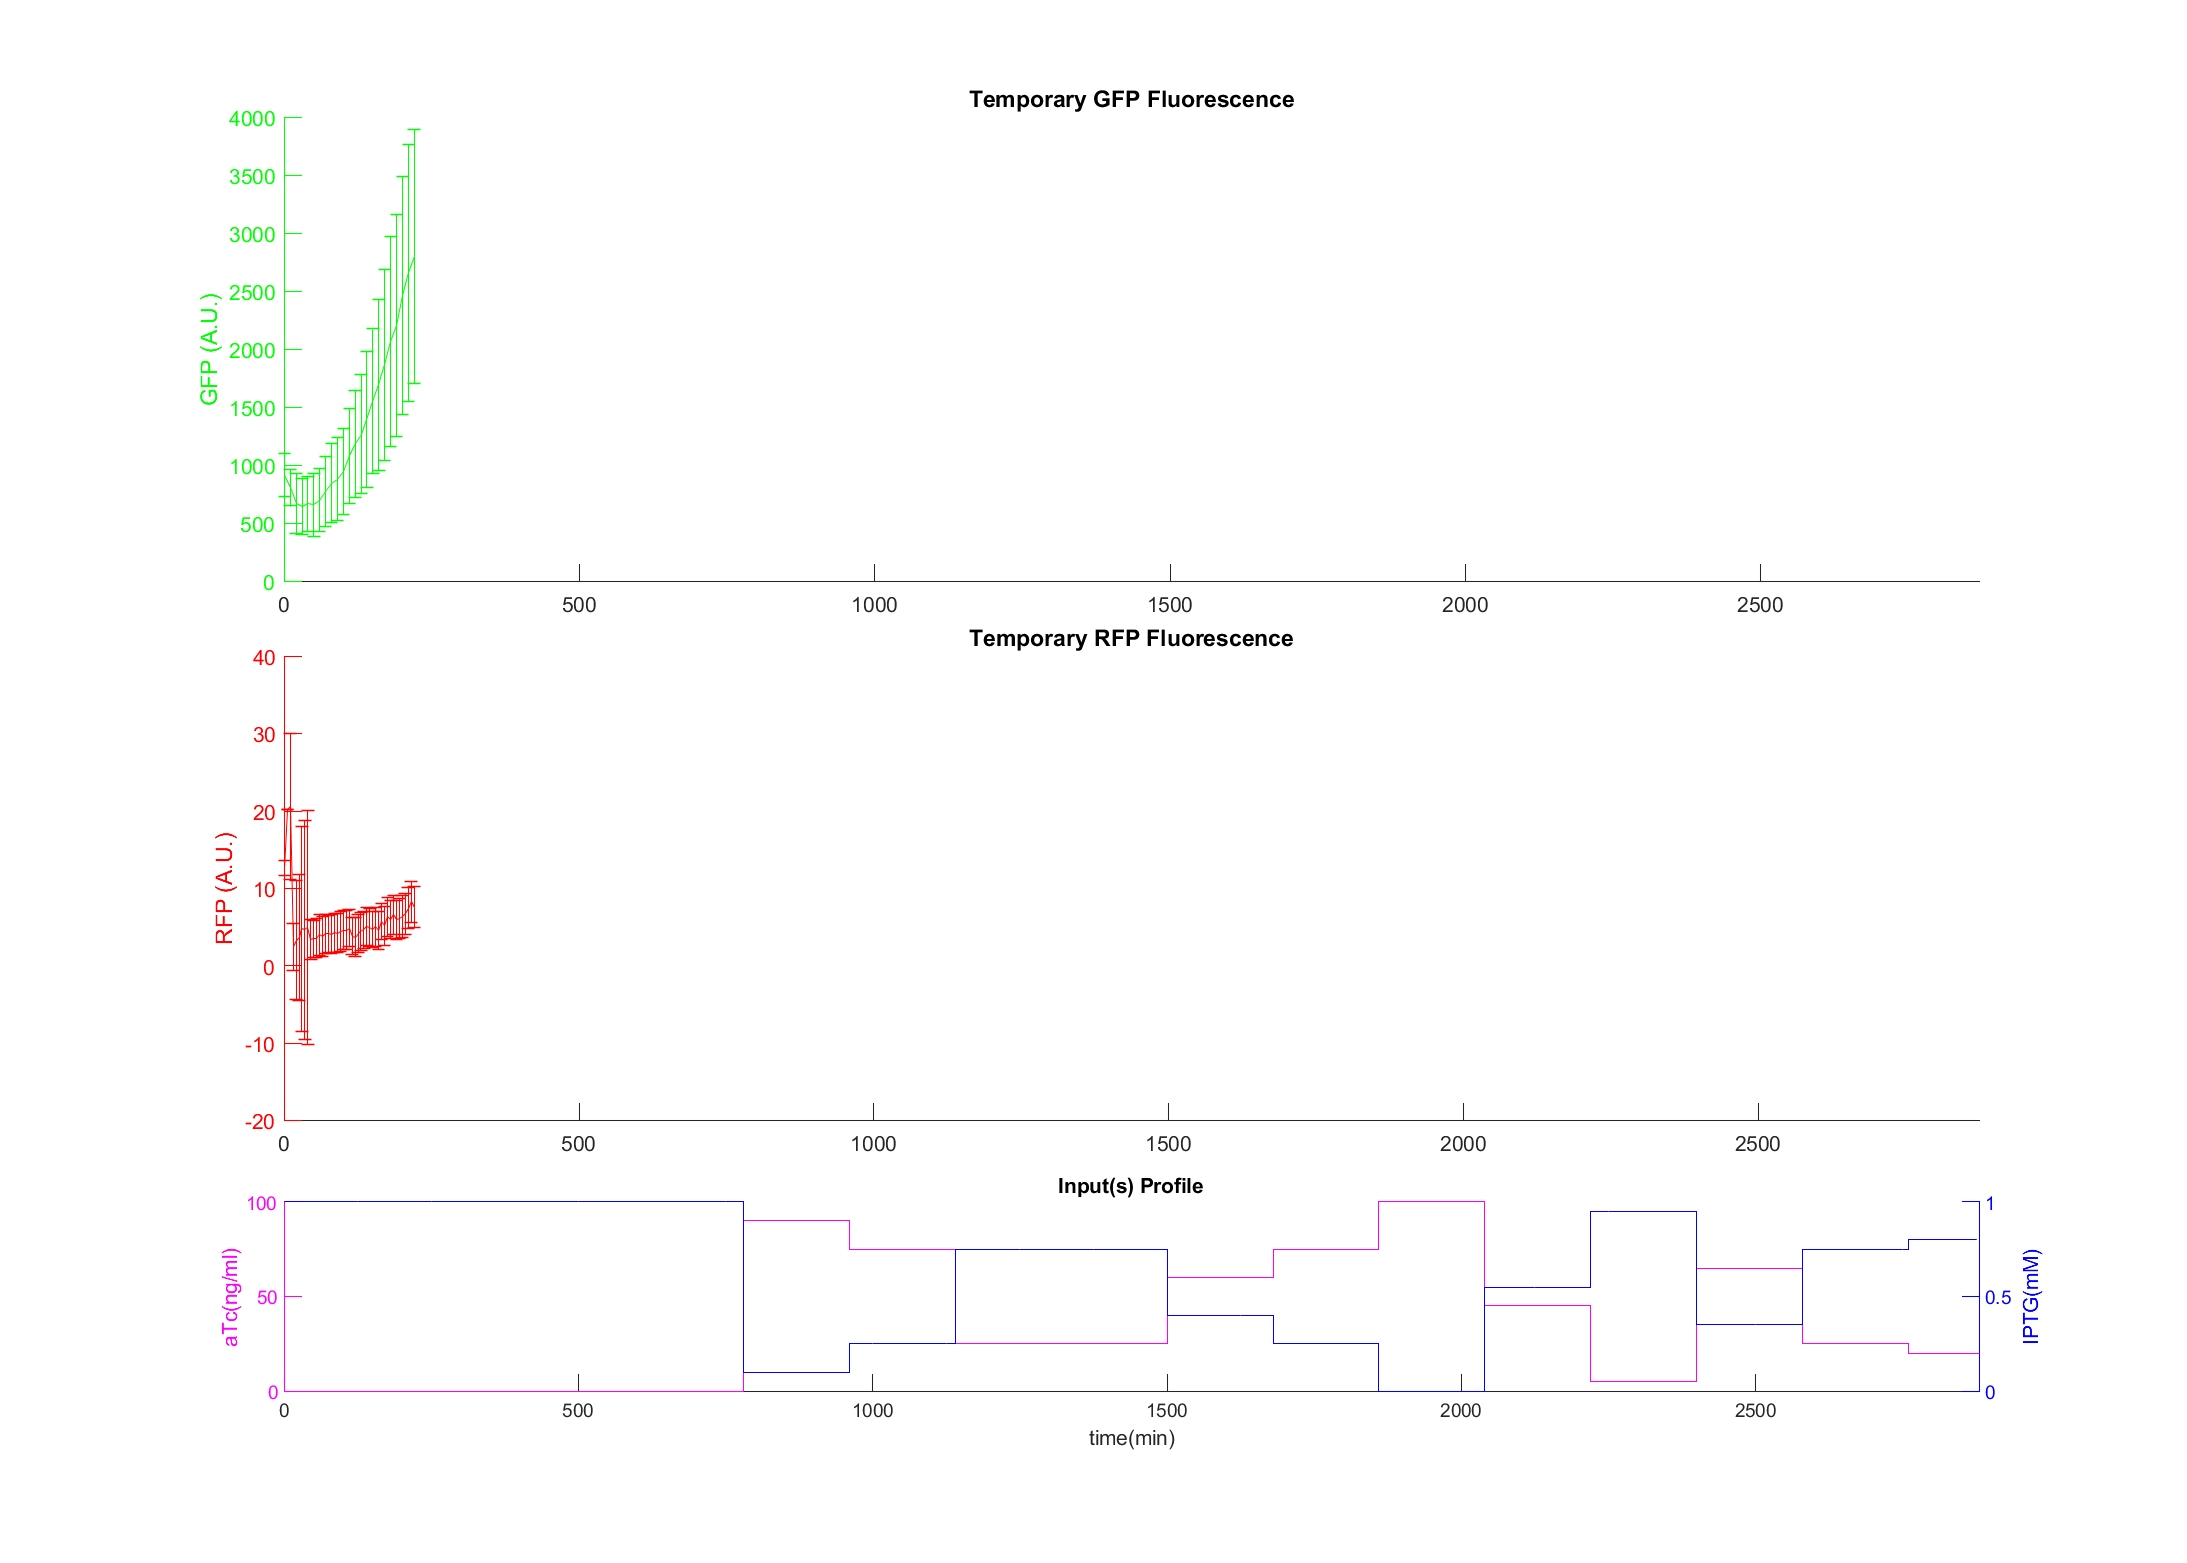 Temporary GFP Fluorescence
4000
3500
3000
2500
2000
1500
1000
500
0
GFP (A.U.)
0 500 1000 1500 2000 2500
Temporary RFP Fluorescence
40
30
20
10
0
-10
-20
RFP (A.U.)
0 500 1000 1500 2000 2500
Input(s) Profile
100
50
0
aTc(ng/ml)
1
0.5
0
IPTG(mM)
0 500 1000 1500 2000 2500
time(min)